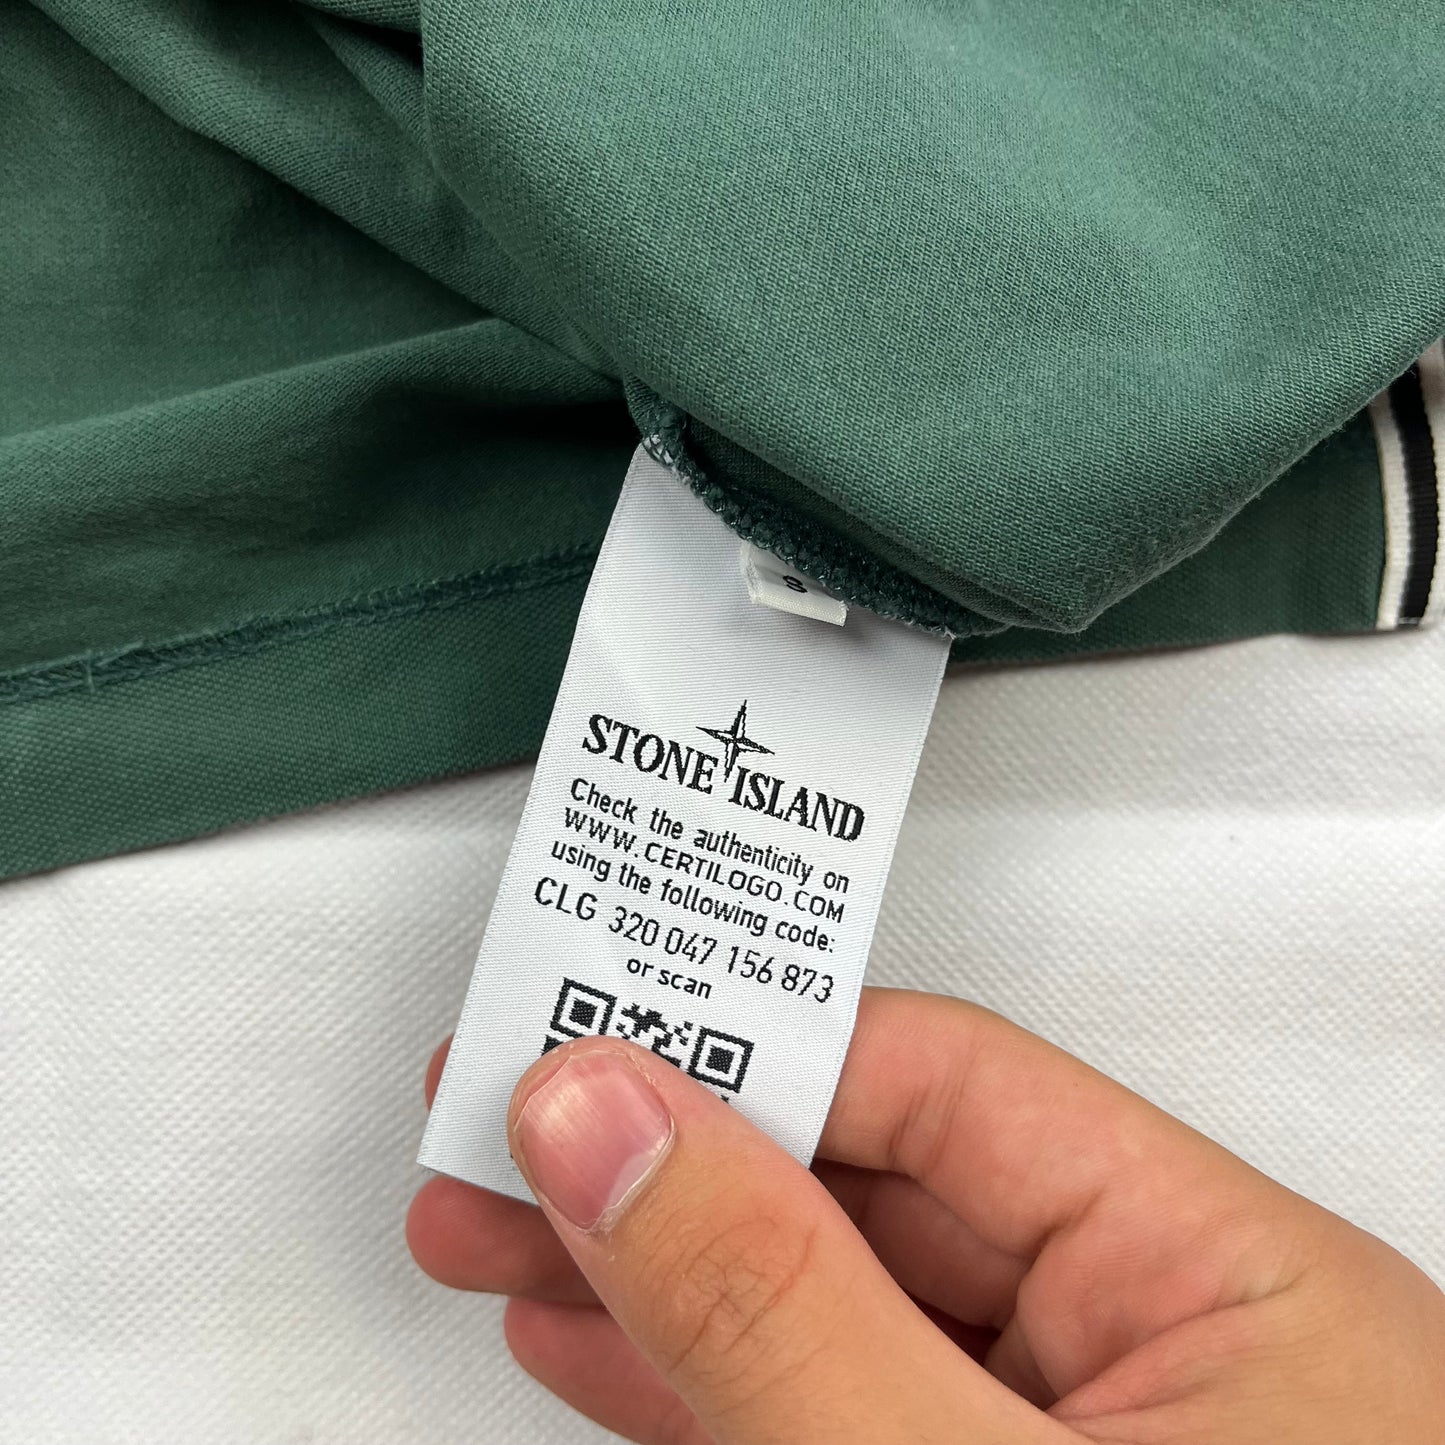 8
STONE ISLAND
Check the authenticity on
WWW.CERTILOGO.COM
using the following code:
CLG 320 047 156 873
or scan